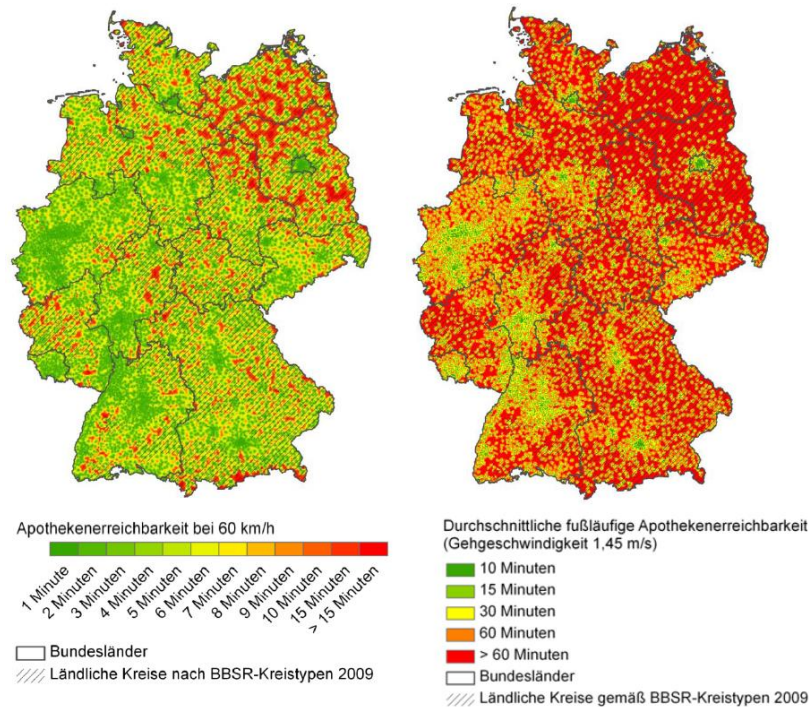 Apothekenerreichbarkeit bei 60 km/h
1 Minute
2 Minuten
3 Minuten
4 Minuten
5 Minuten
6 Minuten
7 Minuten
8 Minuten
9 Minuten
10 Minuten
15 Minuten
> 15 Minuten
Bundesländer
Ländliche Kreise nach BBSR-Kreistypen 2009
Durchschnittliche fußläufige Apothekenerreichbarkeit
(Gehgeschwindigkeit 1,45 m/s)
10 Minuten
15 Minuten
30 Minuten
60 Minuten
> 60 Minuten
Bundesländer
Ländliche Kreise gemäß BBSR-Kreistypen 2009